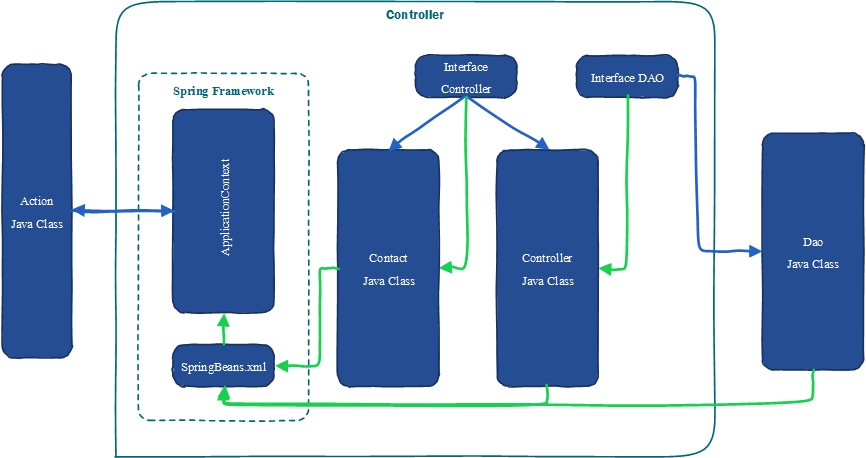 Controller
Interface
Controller
Interface DAO
Spring Framework
ApplicationContext
Action
Java Class
Contact
Java Class
Controller
Java Class
Dao
Java Class
SpringBeans.xml